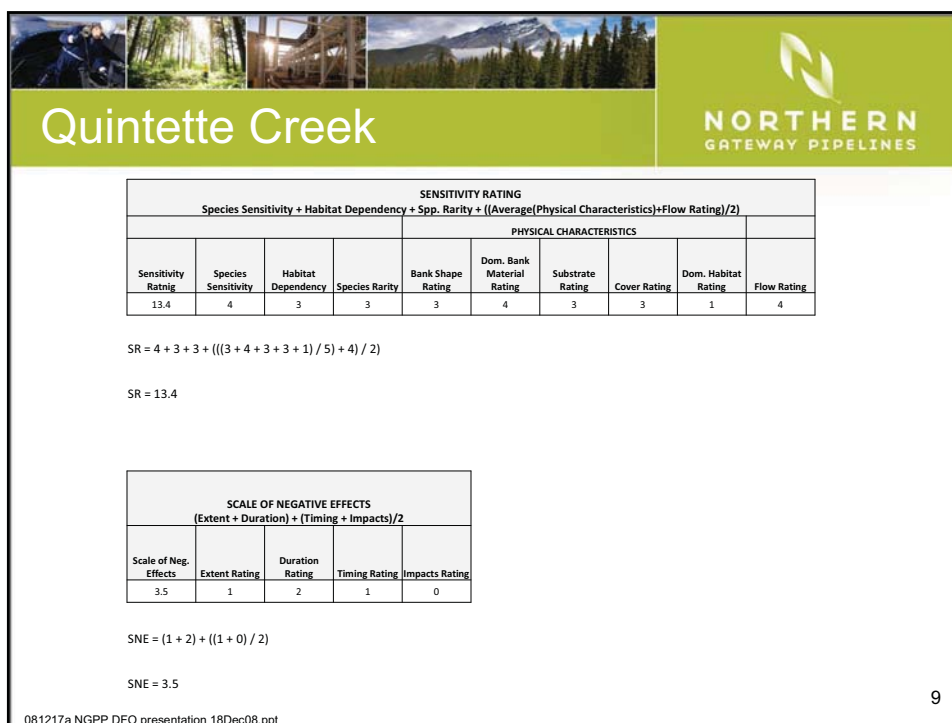 Quintette Creek
NORTHERN
GATEWAY PIPELINES
SENSITIVITY RATING
Species Sensitivity + Habitat Dependency + Spp. Rarity + ((Average(Physical Characteristics)+Flow Rating)/2)
PHYSICAL CHARACTERISTICS
Sensitivity Ratnig Species Sensitivity Habitat Dependency Species Rarity Bank Shape Rating Dom. Bank Material Rating Substrate Rating Cover Rating Dom. Habitat Rating Flow Rating
13.4 4 3 3 3 4 3 3 1 4
SR = 4 + 3 + 3 + (((3 + 4 + 3 + 3 + 1) / 5) + 4) / 2)
SR = 13.4
SCALE OF NEGATIVE EFFECTS
(Extent + Duration) + (Timing + Impacts)/2
Scale of Neg. Effects Extent Rating Duration Rating Timing Rating Impacts Rating
3.5 1 2 1 0
SNE = (1 + 2) + ((1 + 0) / 2)
SNE = 3.5
9
081217a NGPP DFO presentation 18Dec08.ppt